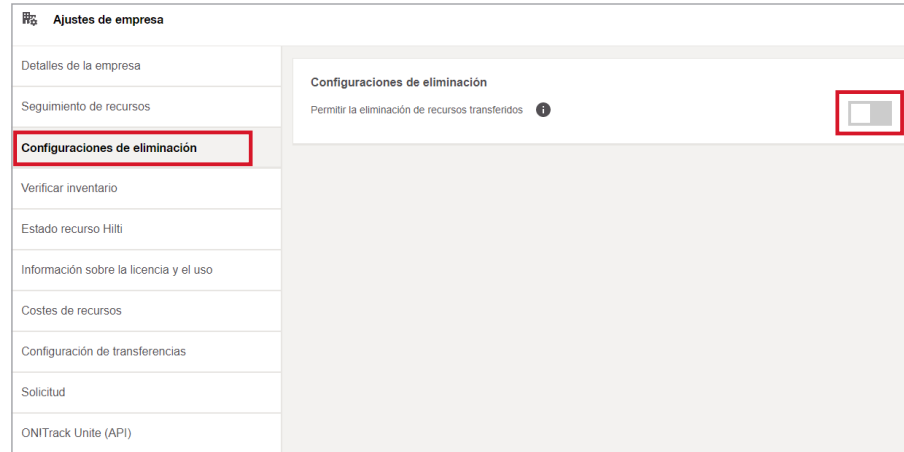 Ajustes de empresa
Detalles de la empresa
Seguimiento de recursos
Configuraciones de eliminación
Verificar inventario
Estado recurso Hilti
Información sobre la licencia y el uso
Costes de recursos
Configuración de transferencias
Solicitud
ONITrack Unite (API)
Configuraciones de eliminación
Permitir la eliminación de recursos transferidos i